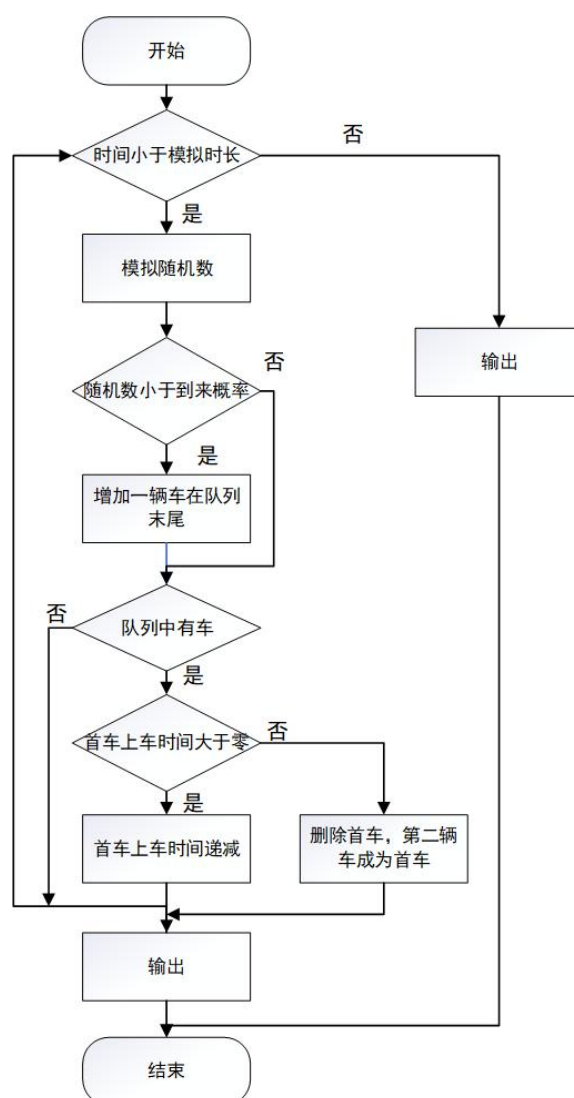 开始
时间小于模拟时长
否
是
模拟随机数
输出
随机数小于到来概率
否
是
增加一辆车在队列
末尾
否
队列中有车
是
首车上车时间大于零
否
是
首车上车时间递减
删除首车，第二辆
车成为首车
输出
结束